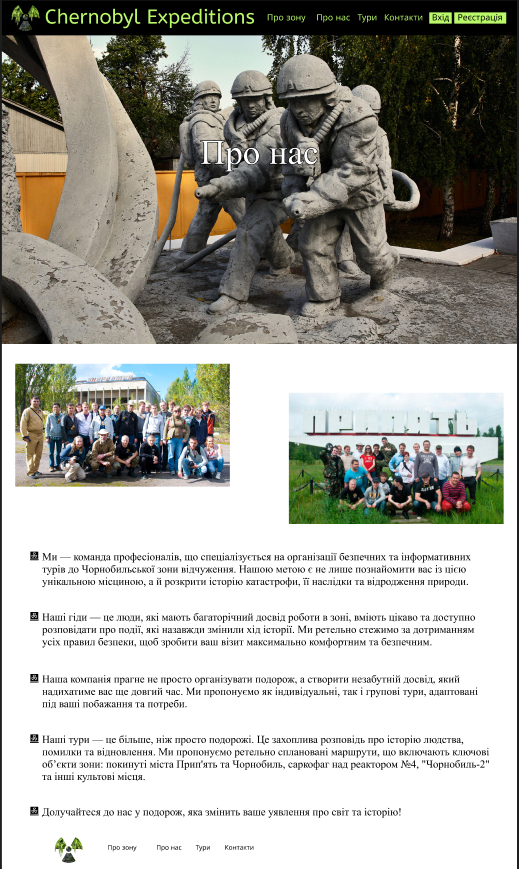 Chernobyl Expeditions
Про зону Про нас Тури Контакти Вхід Реєстрація
Про нас
ПРИПЯТЬ
Ми — команда професіоналів, що спеціалізується на організації безпечних та інформативних
турів до Чорнобильської зони відчуження. Нашою метою є не лише познайомити вас із цією
унікальною місциною, а й розкрити історію катастрофи, її наслідки та відродження природи.
Наші гіди — це люди, які мають багаторічний досвід роботи в зоні, вміють цікаво та доступно
розповідати про події, які назавжди змінили хід історії. Ми ретельно стежимо за дотриманням
усіх правил безпеки, щоб зробити ваш візит максимально комфортним та безпечним.
Наша компанія прагне не просто організувати подорож, а створити незабутній досвід, який
надихатиме вас ще довгий час. Ми пропонуємо як індивідуальні, так і групові тури, адаптовані
під ваші побажання та потреби.
Наші тури — це більше, ніж просто подорожі. Це захоплива розповідь про історію людства,
помилки та відновлення. Ми пропонуємо ретельно сплановані маршрути, що включають ключові
об’єкти зони: покинуті міста Прип'ять та Чорнобиль, саркофаг над реактором №4, "Чорнобиль-2"
та інші культові місця.
Долучайтеся до нас у подорож, яка змінить ваше уявлення про світ та історію!
Про зону Про нас Тури Контакти